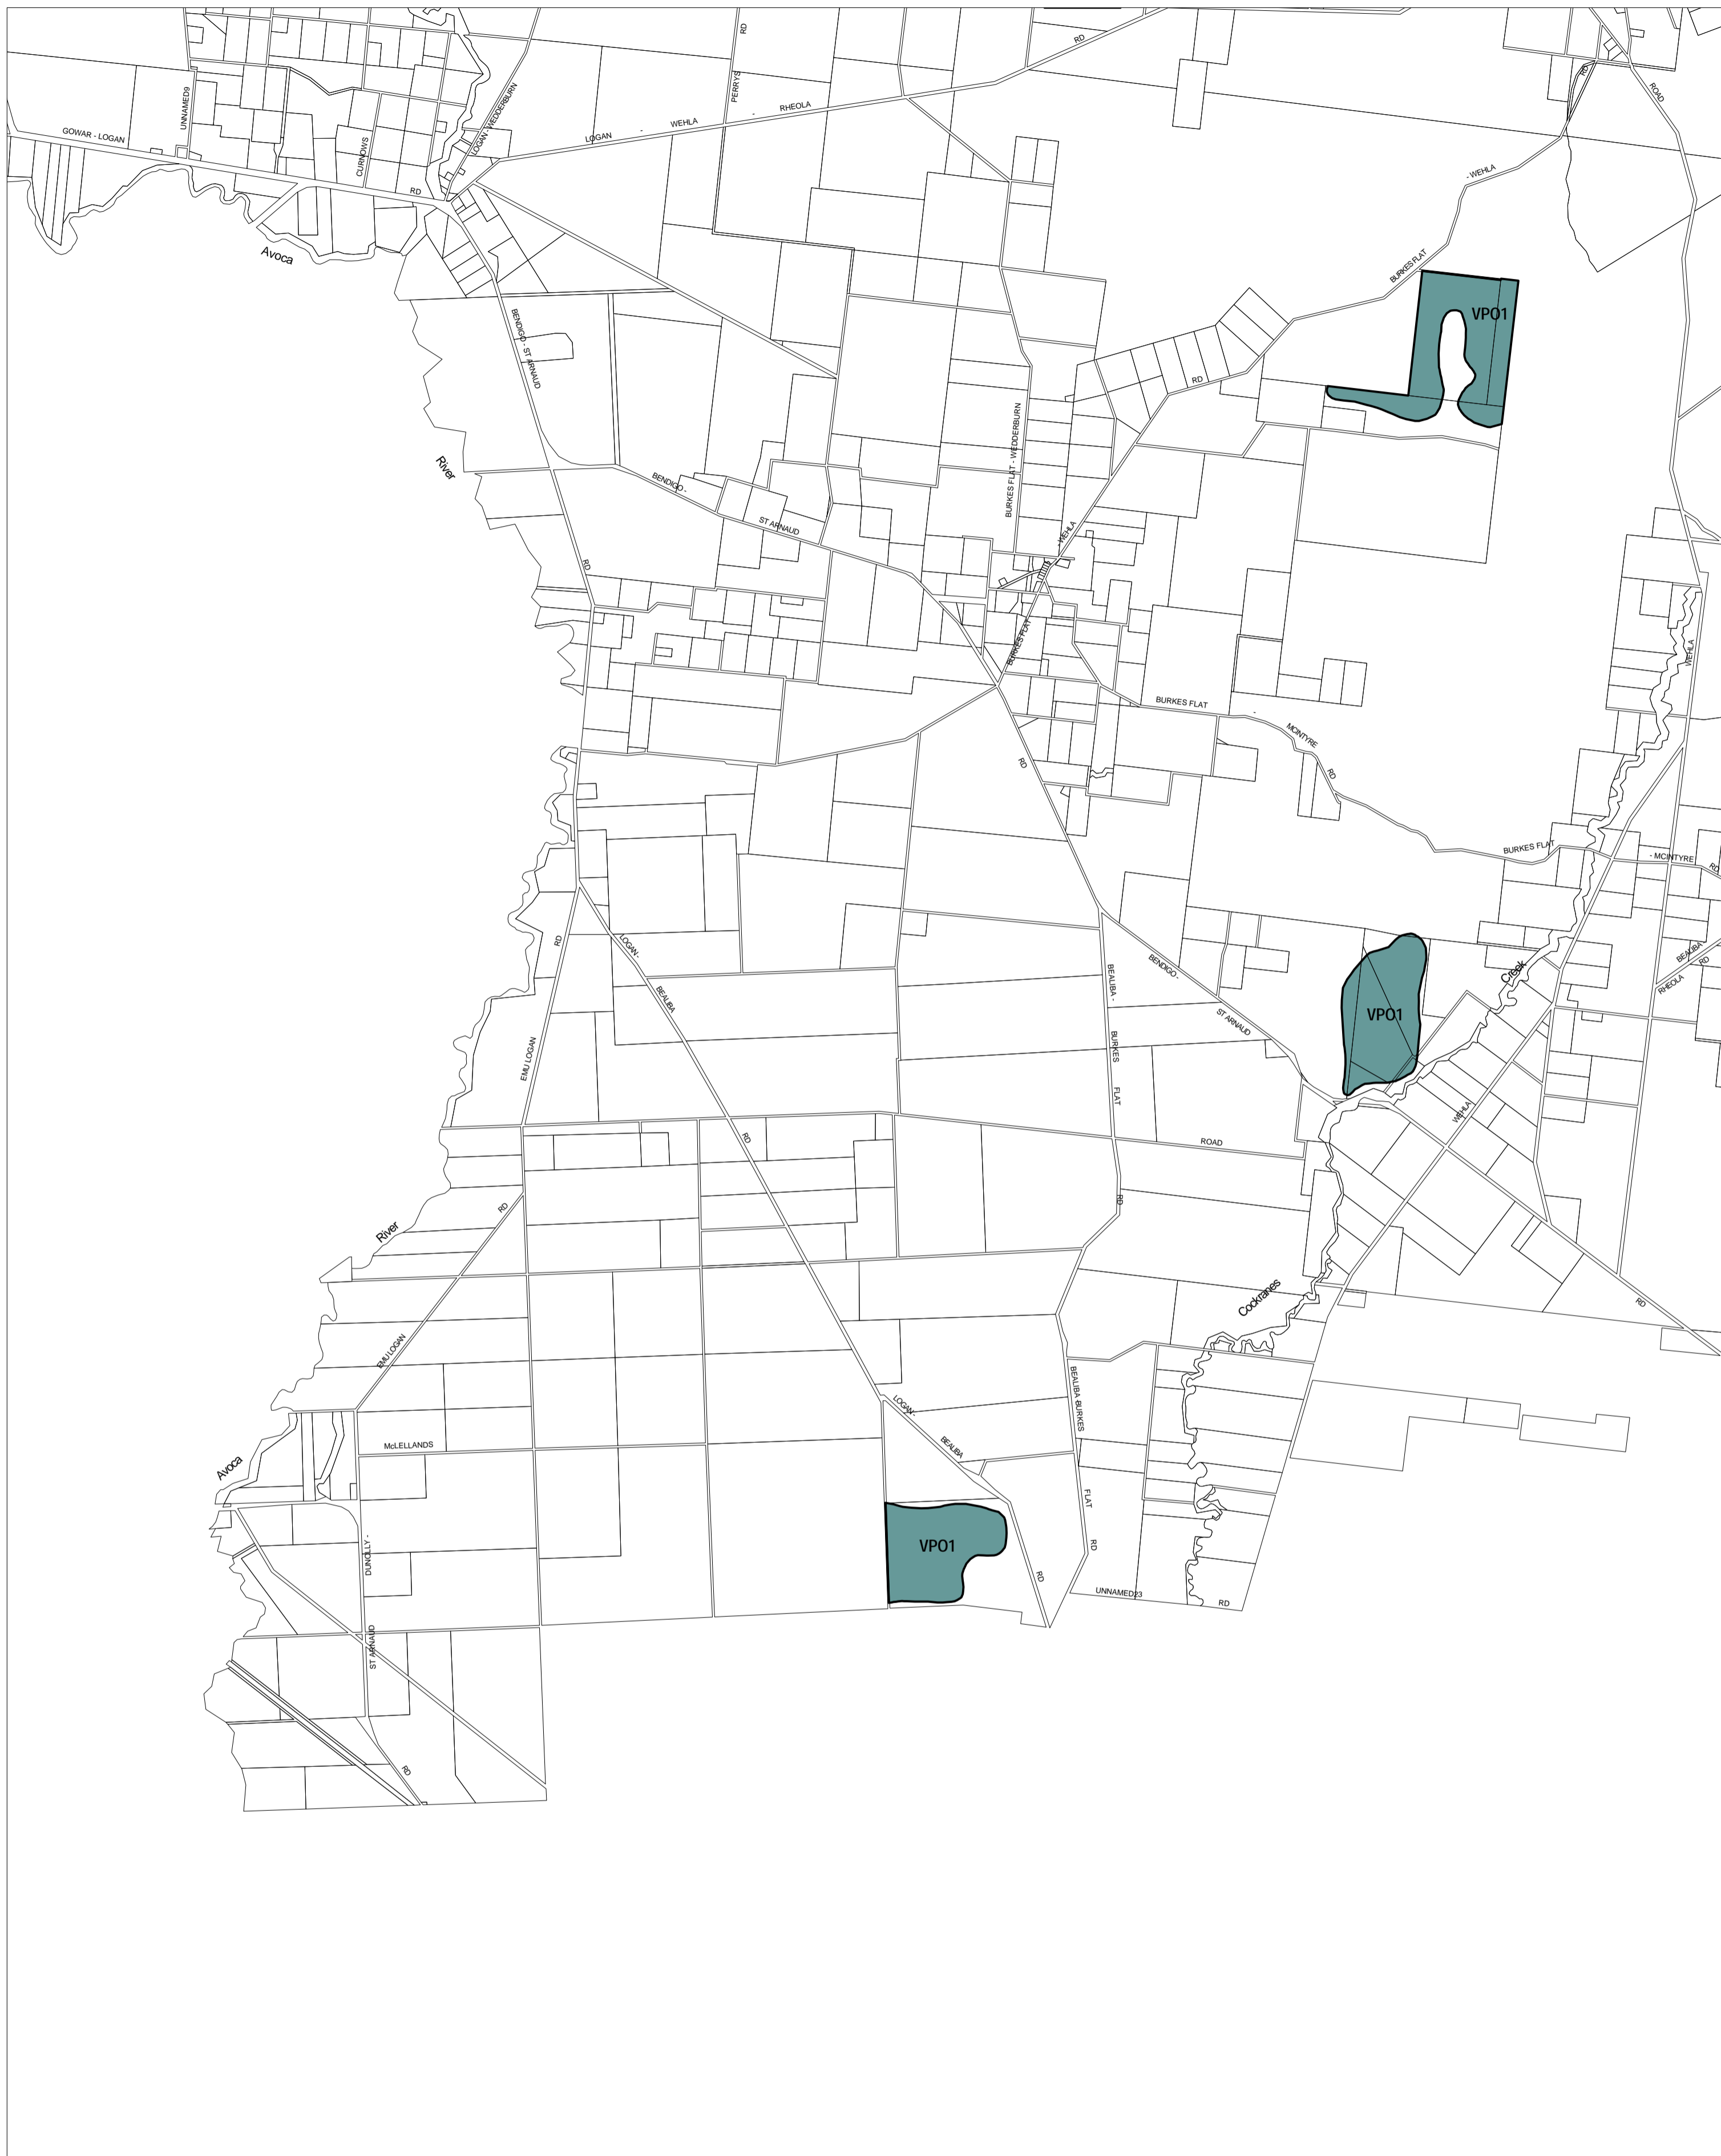 RD
RD
RD
ROAD
PERRYS
UNNAMED9
GOWAR - LOGAN
CURNOWS
LOGAN - WEDDERBURN
LOGAN - WEHLA - RHEOLA
RD
- WEHLA
Avoca
BURKES FLAT
VPO1
BENDIGO - ST ARNAUD
RD
BURKES FLAT - WEDDERBURN
River
BENDIGO -
ST ARNAUD
- WEHLA
RD
BURKES FLAT
WEHLA
BURKES FLAT - MCINTYRE
RD
RD
BURKES FLAT
- MCINTYRE
RD
RD
LOGAN -
BEALIBA
BEALIBA -
BURKES
FLAT
BENDIGO -
ST ARNAUD
Creek
BEALIBA
RD
RHEOLA
VPO1
EMU LOGAN
WEHLA
RD
ROAD
RD
RD
River
Cockranes
RD
EMU LOGAN
LOGAN -
BEALIBA
BEALIBA-BURKES
McLELLANDS
Avoca
FLAT
VPO1
RD
DUNOLLY -
RD
UNNAMED23
RD
ST ARNAUD
RD